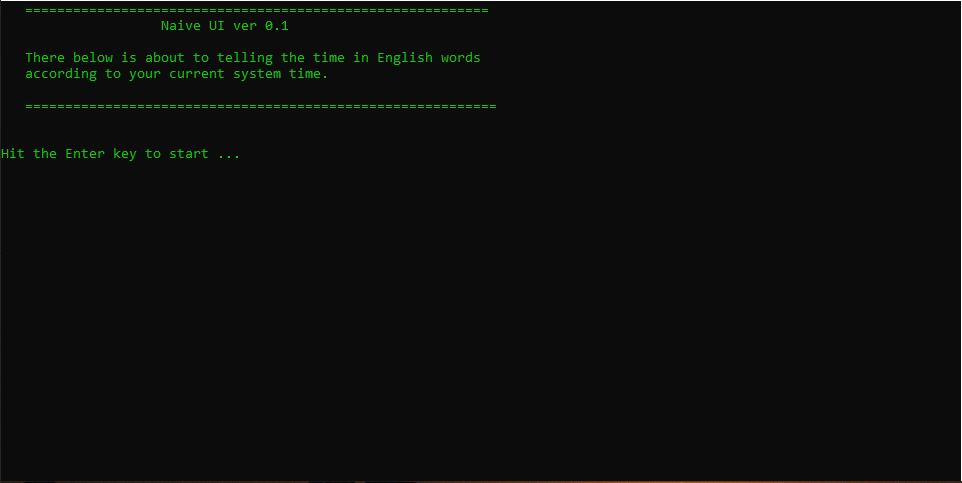 ==========================================================
Naive UI ver 0.1
There below is about to telling the time in English words
according to your current system time.
===========================================================
Hit the Enter key to start ...